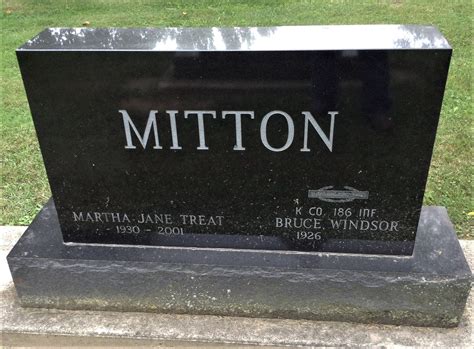 MITTON
MARTHA JANE TREAT
1930 - 2001
K CO. 186 INF.
BRUCE WINDSOR
1926